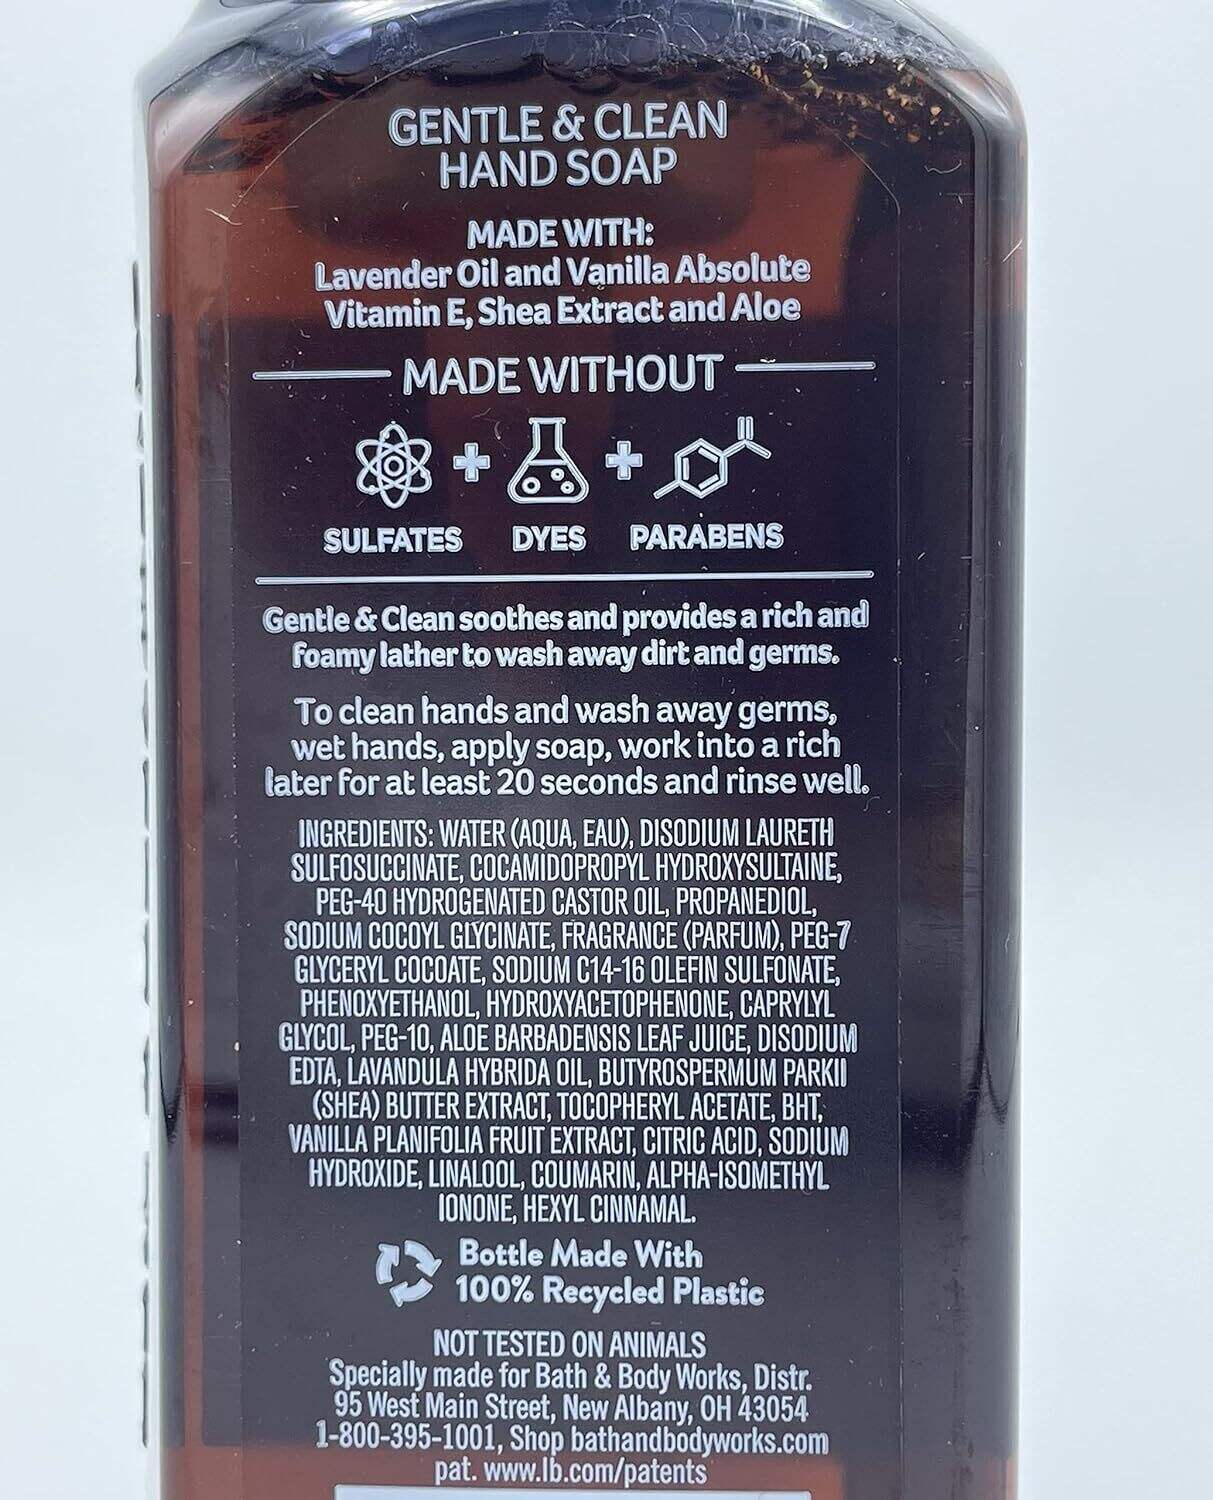 GENTLE & CLEAN
HAND SOAP
MADE WITH:
Lavender Oil and Vanilla Absolute
Vitamin E, Shea Extract and Aloe
MADE WITHOUT
SULFATES + DYES + PARABENS
Gentle & Clean soothes and provides a rich and
foamy lather to wash away dirt and germs.
To clean hands and wash away germs,
wet hands, apply soap, work into a rich
later for at least 20 seconds and rinse well.
INGREDIENTS: WATER (AQUA, EAU), DISODIUM LAURETH
SULFOSUCCINATE, COCAMIDOPROPYL HYDROXYSULTAINE,
PEG-40 HYDROGENATED CASTOR OIL, PROPANEDIOL,
SODIUM COCOYL GLYCINATE, FRAGRANCE (PARFUM), PEG-7
GLYCERYL COCOATE, SODIUM C14-16 OLEFIN SULFONATE,
PHENOXYETHANOL, HYDROXYACETOPHENONE, CAPRYLYL
GLYCOL, PEG-10, ALOE BARBADENSIS LEAF JUICE, DISODIUM
EDTA, LAVANDULA HYBRIDA OIL, BUTYROSPERMUM PARKII
(SHEA) BUTTER EXTRACT, TOCOPHERYL ACETATE, BHT,
VANILLA PLANIFOLIA FRUIT EXTRACT, CITRIC ACID, SODIUM
HYDROXIDE, LINALOOL, COUMARIN, ALPHA-ISOMETHYL
IONONE, HEXYL CINNAMAL.
Bottle Made With
100% Recycled Plastic
NOT TESTED ON ANIMALS
Specially made for Bath & Body Works, Distr.
95 West Main Street, New Albany, OH 43054
1-800-395-1001, Shop bathandbodyworks.com
pat. www.lb.com/patents